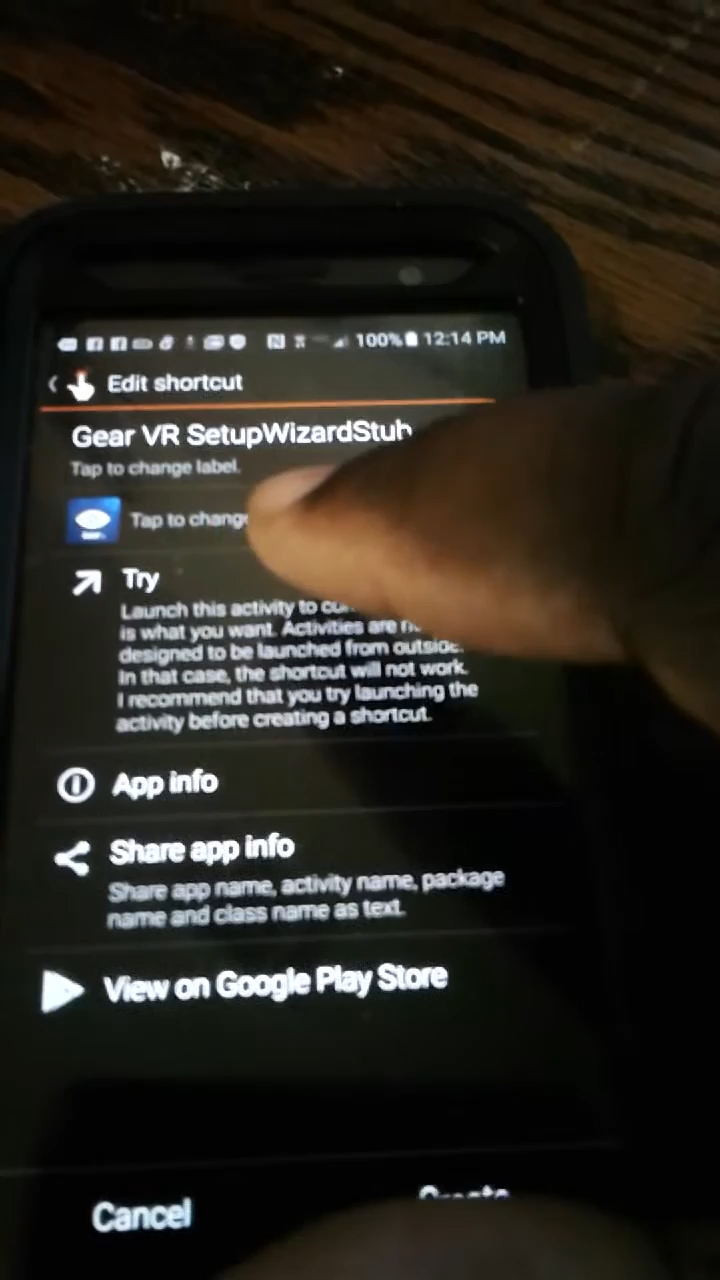 100% 12:14 PM
Edit shortcut
Gear VR SetupWizardStub
Tap to change label.
Tap to change
Try
Launch this activity to
is what you want. Activities are
designed to be launched from outside.
In that case, the shortcut will not work.
I recommend that you try launching the
activity before creating a shortcut.
App info
Share app info
Share app name, activity name, package
name and class name as text.
View on Google Play Store
Cancel
Create